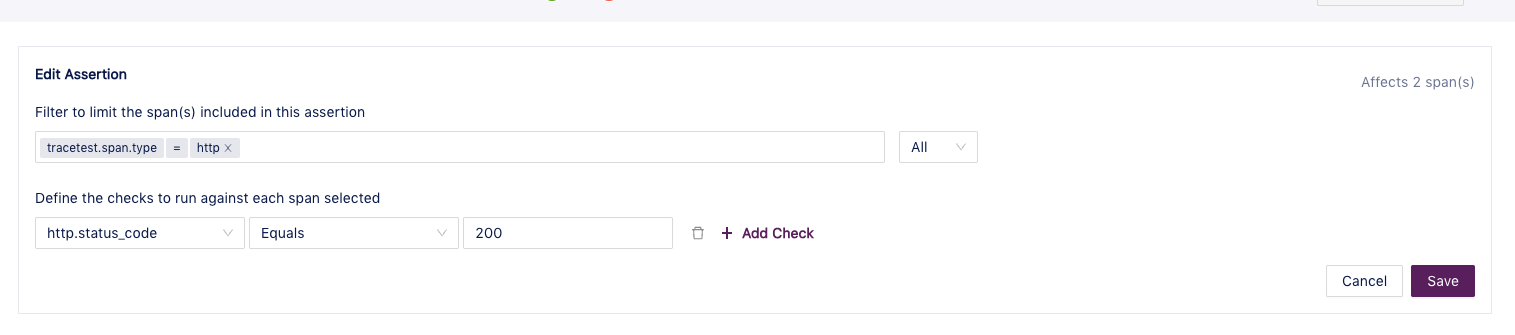 Edit Assertion
Affects 2 span(s)
Filter to limit the span(s) included in this assertion
tracetest.span.type = http
All
Define the checks to run against each span selected
http.status_code Equals 200 + Add Check
Cancel Save